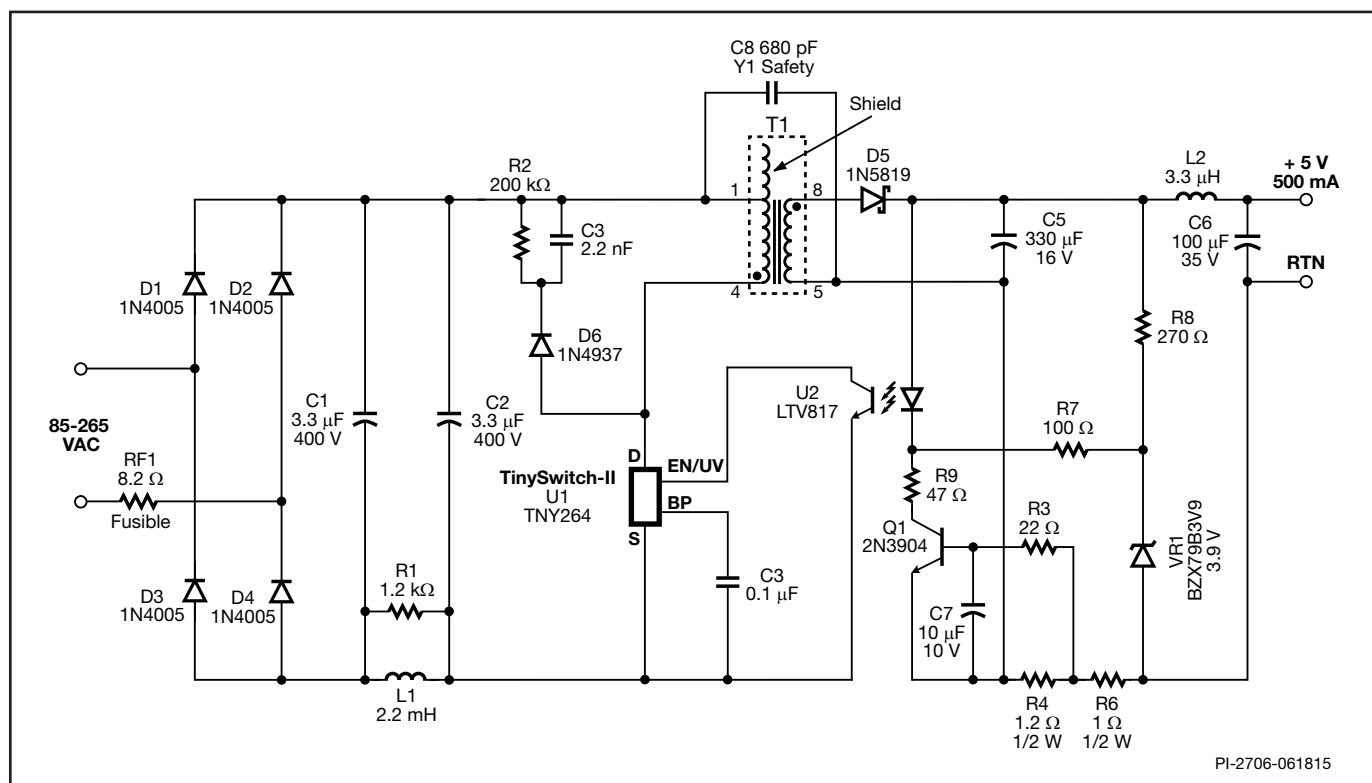 C8 680 pF
Y1 Safety
Shield
T1
D5
1N5819
L2
3.3 µH
+ 5 V
500 mA
R2
200 kΩ
1
8
C3
2.2 nF
C5
330 µF
16 V
C6
100 µF
35 V
RTN
D1
1N4005
D2
1N4005
4
5
R8
270 Ω
D6
1N4937
85-265
VAC
C1
3.3 µF
400 V
C2
3.3 µF
400 V
U2
LTV817
R7
100 Ω
RF1
8.2 Ω
Fusible
D
EN/UV
TinySwitch-II
U1
TNY264
BP
S
R9
47 Ω
Q1
2N3904
R3
22 Ω
VR1
BZX79B3V9
3.9 V
D3
1N4005
D4
1N4005
R1
1.2 kΩ
C3
0.1 µF
C7
10 µF
10 V
L1
2.2 mH
R4
1.2 Ω
1/2 W
R6
1 Ω
1/2 W
PI-2706-061815